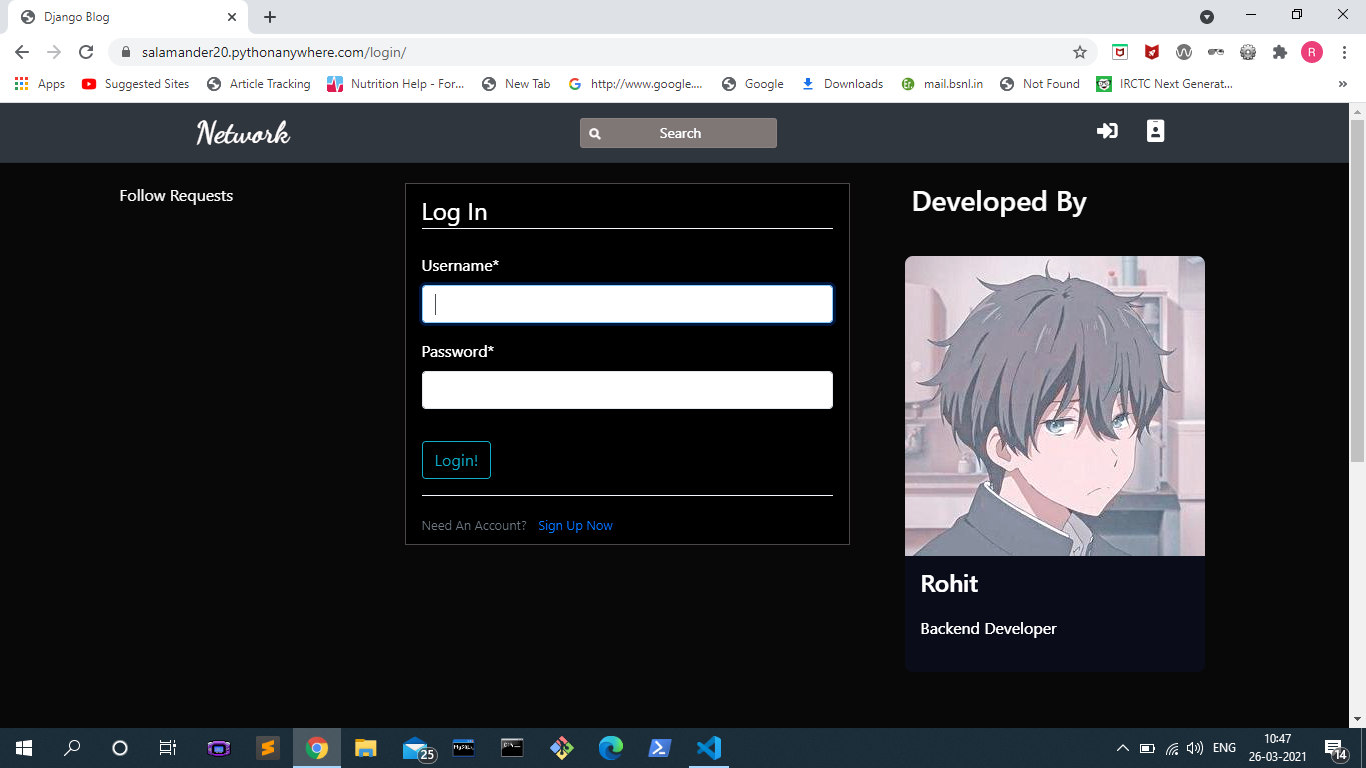 Django Blog
salamander20.pythonanywhere.com/login/
R
Apps Suggested Sites Article Tracking Nutrition Help - For... New Tab http://www.google.... Google Downloads mail.bsnl.in Not Found IRCTC Next Generat... »
Network Search
Follow Requests
Log In
Username*
Password*
Login!
Need An Account? Sign Up Now
Developed By
Rohit
Backend Developer
25
MySQL
ENG
10:47
26-03-2021
14